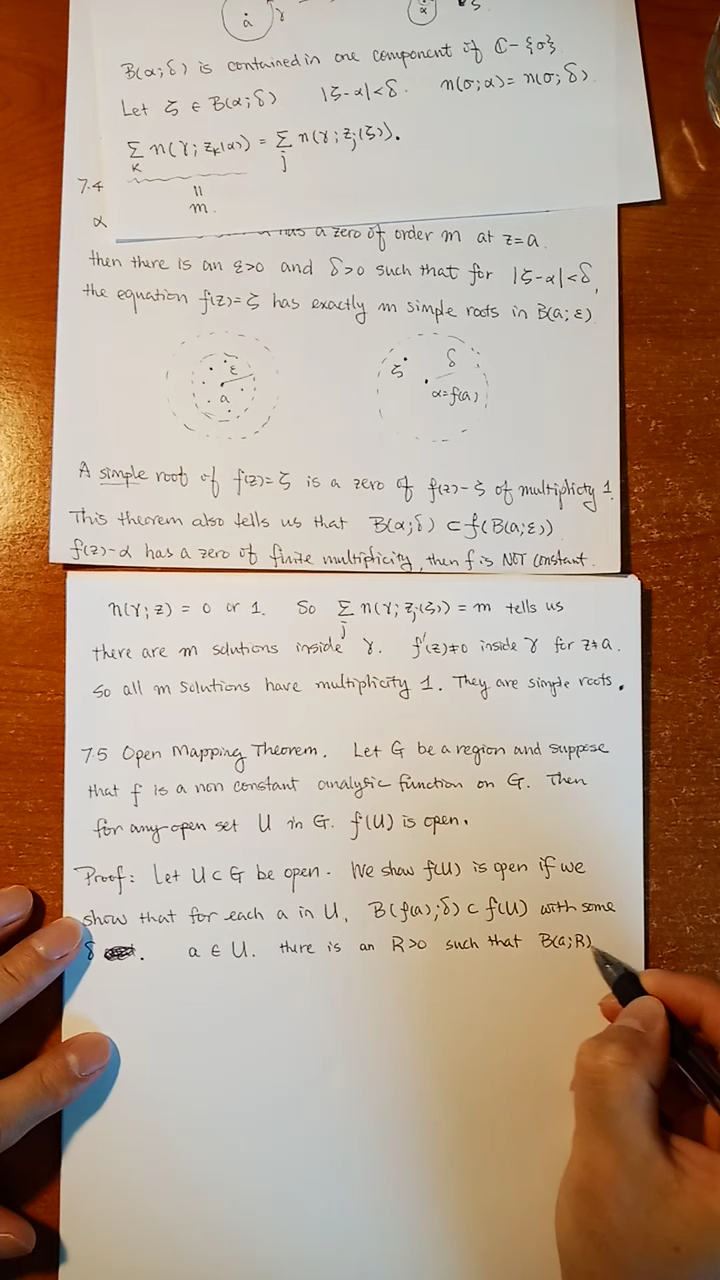 a γ α ζ
B(α;δ) is contained in one component of ℂ-{σ}
Let ζ ∈ B(α;δ) |ζ-α|<δ. n(σ;α)= n(σ;δ).
∑ n(γ;z_k(α)) = ∑ n(γ;z_j(ζ)).
k j
7.4
॥
m.
α
has a zero of order m at z=a.
then there is an ε>0 and δ>0 such that for |ζ-α|<δ,
the equation f(z)=ζ has exactly m simple roots in B(a;ε)
ε a ζ δ α=f(a)
A simple root of f(z)=ζ is a zero of f(z)-ζ of multiplicty 1.
This theorem also tells us that B(α;δ) ⊂ f(B(a;ε))
f(z)-α has a zero of finite multiplicity, then f is NOT constant.
n(γ;z) = 0 or 1. So ∑ n(γ;z_j(ζ)) = m tells us
j
there are m solutions inside γ. f'(z)≠0 inside γ for z≠a.
So all m solutions have multiplicity 1. They are simple roots.
7.5 Open Mapping Theorem. Let G be a region and suppose
that f is a non constant analytic function on G. Then
for any open set U in G. f(U) is open.
Proof: Let U⊂G be open. We show f(U) is open if we
show that for each a in U, B(f(a);δ) ⊂ f(U) with some
δ . a ∈ U. there is an R>0 such that B(a;R)